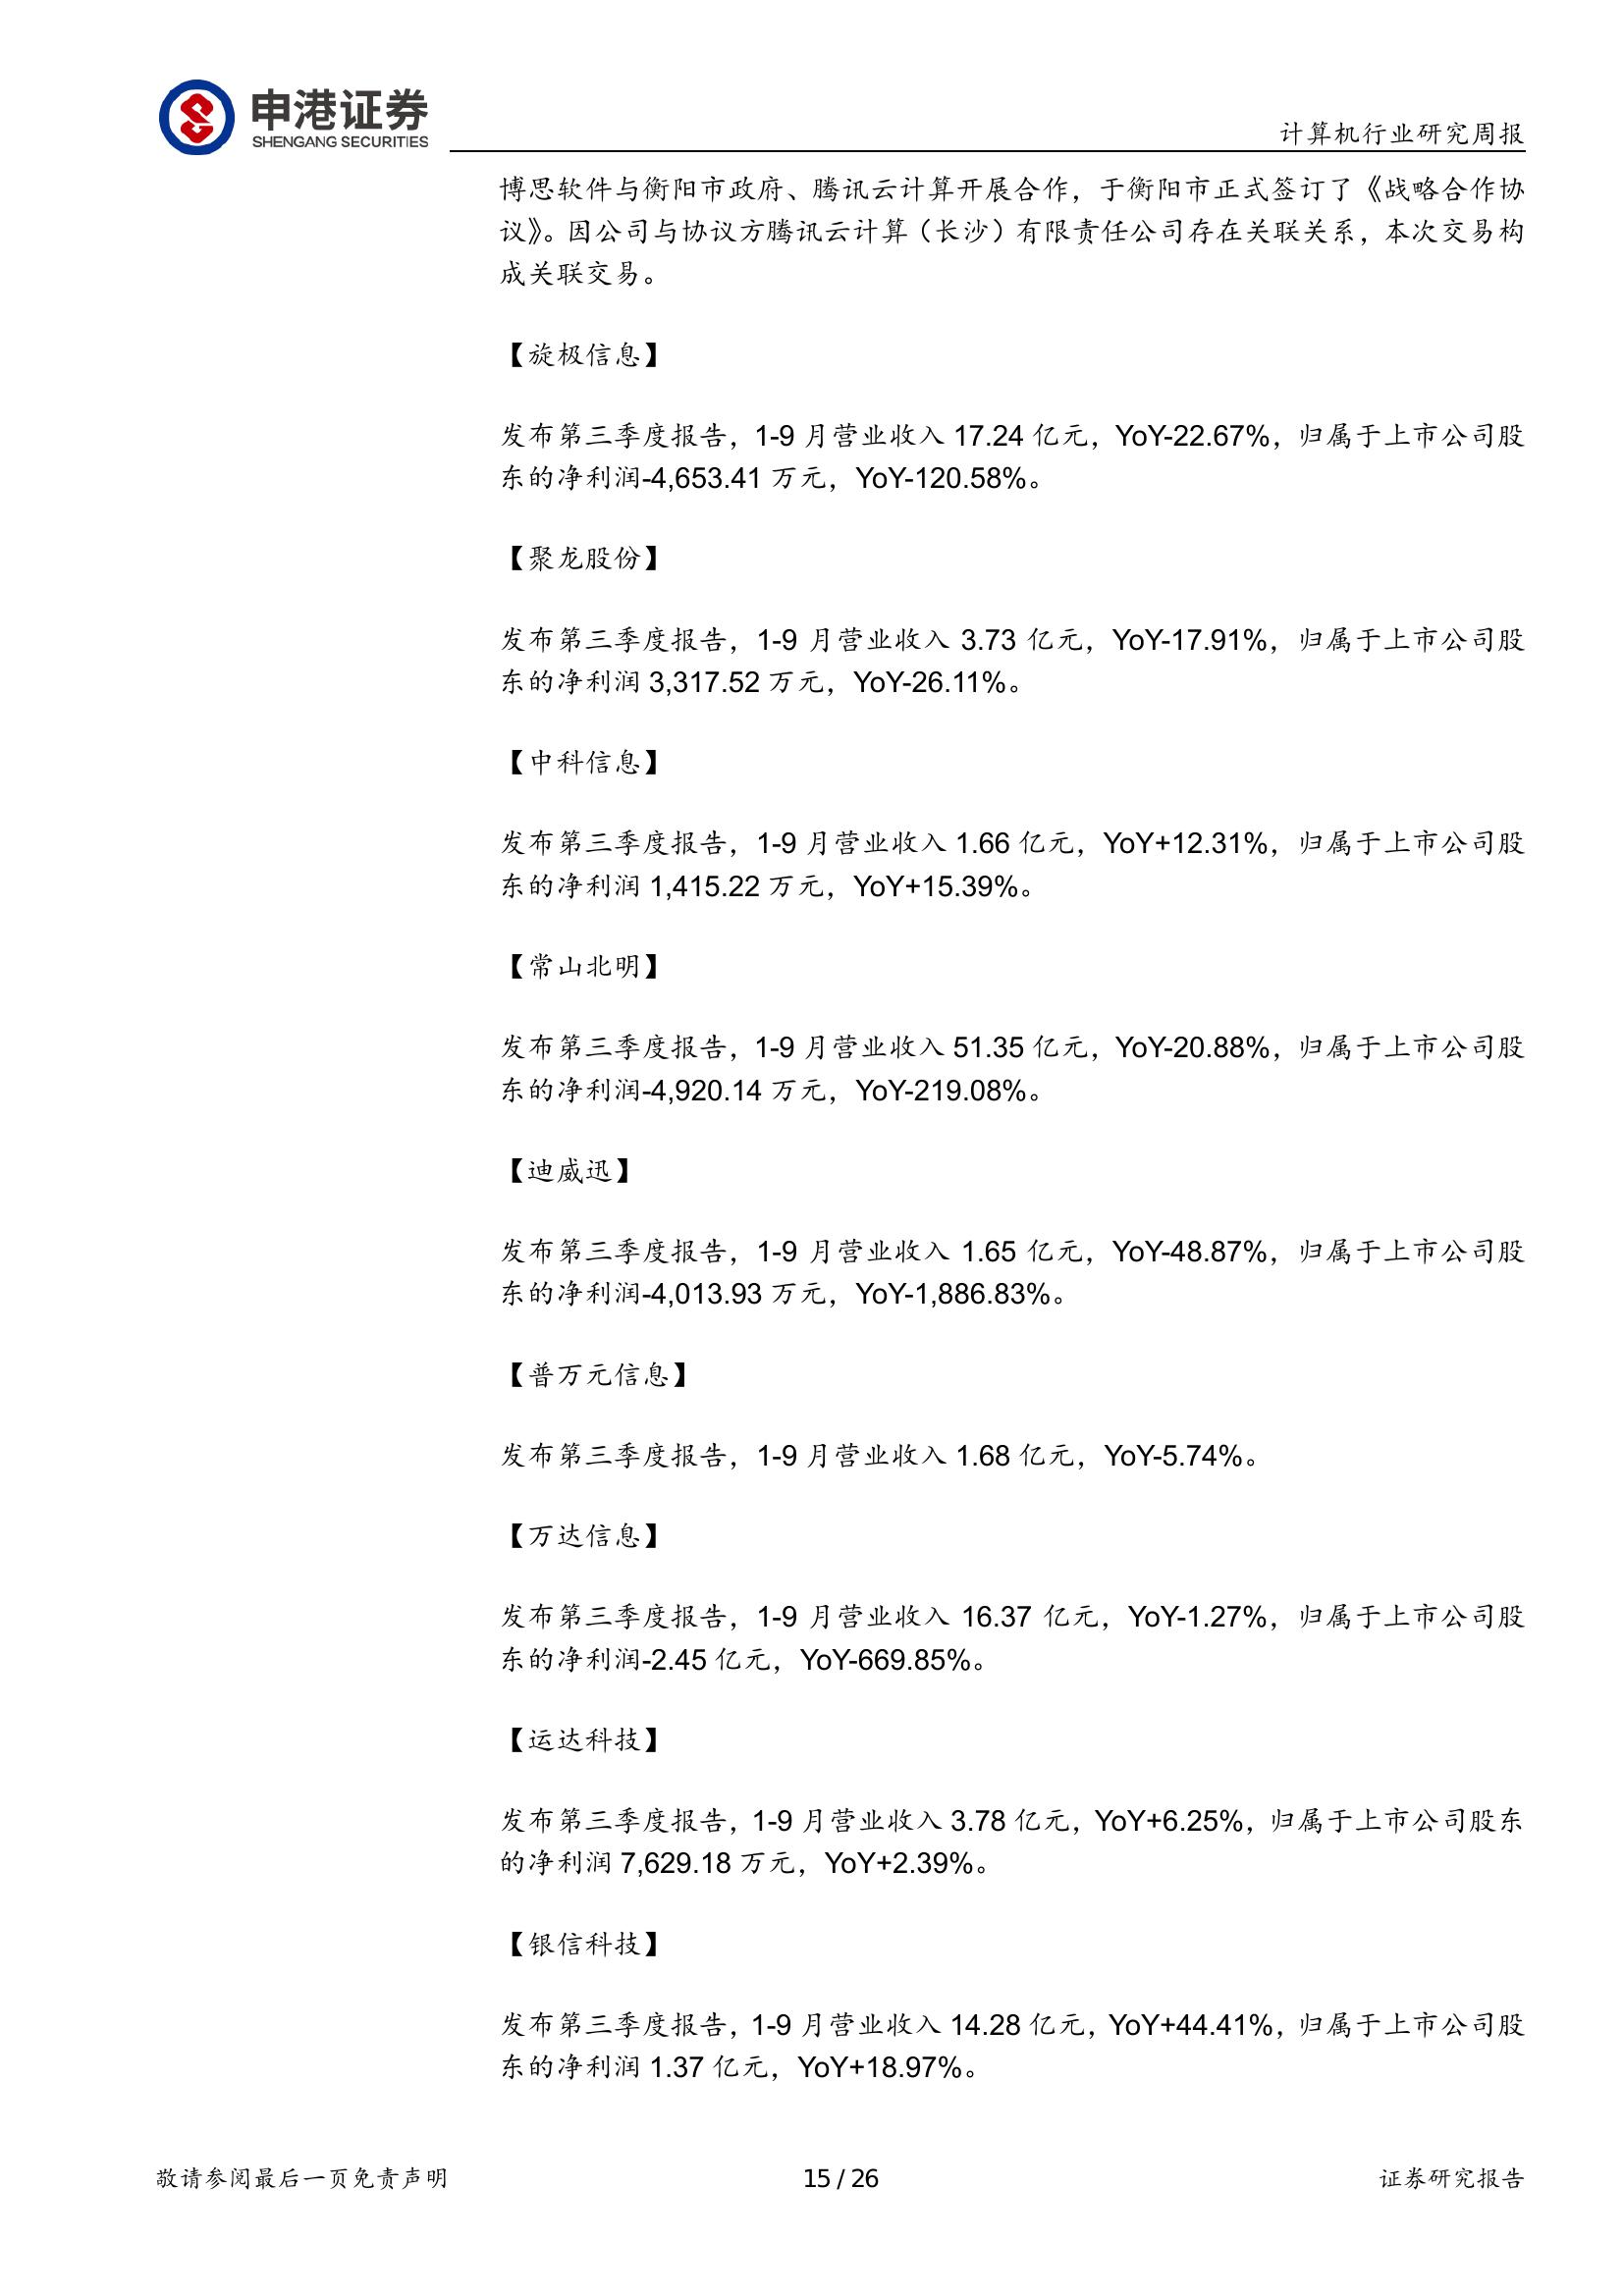 申港证券
SHENGANG SECURITIES
计算机行业研究周报
博思软件与衡阳市政府、腾讯云计算开展合作，于衡阳市正式签订了《战略合作协
议》。因公司与协议方腾讯云计算（长沙）有限责任公司存在关联关系，本次交易构
成关联交易。
【旋极信息】
发布第三季度报告，1-9 月营业收入 17.24 亿元，YoY-22.67%，归属于上市公司股
东的净利润-4,653.41 万元，YoY-120.58%。
【聚龙股份】
发布第三季度报告，1-9 月营业收入 3.73 亿元，YoY-17.91%，归属于上市公司股
东的净利润 3,317.52 万元，YoY-26.11%。
【中科信息】
发布第三季度报告，1-9 月营业收入 1.66 亿元，YoY+12.31%，归属于上市公司股
东的净利润 1,415.22 万元，YoY+15.39%。
【常山北明】
发布第三季度报告，1-9 月营业收入 51.35 亿元，YoY-20.88%，归属于上市公司股
东的净利润-4,920.14 万元，YoY-219.08%。
【迪威迅】
发布第三季度报告，1-9 月营业收入 1.65 亿元，YoY-48.87%，归属于上市公司股
东的净利润-4,013.93 万元，YoY-1,886.83%。
【普万元信息】
发布第三季度报告，1-9 月营业收入 1.68 亿元，YoY-5.74%。
【万达信息】
发布第三季度报告，1-9 月营业收入 16.37 亿元，YoY-1.27%，归属于上市公司股
东的净利润-2.45 亿元，YoY-669.85%。
【运达科技】
发布第三季度报告，1-9 月营业收入 3.78 亿元，YoY+6.25%，归属于上市公司股东
的净利润 7,629.18 万元，YoY+2.39%。
【银信科技】
发布第三季度报告，1-9 月营业收入 14.28 亿元，YoY+44.41%，归属于上市公司股
东的净利润 1.37 亿元，YoY+18.97%。
敬请参阅最后一页免责声明
15 / 26
证券研究报告